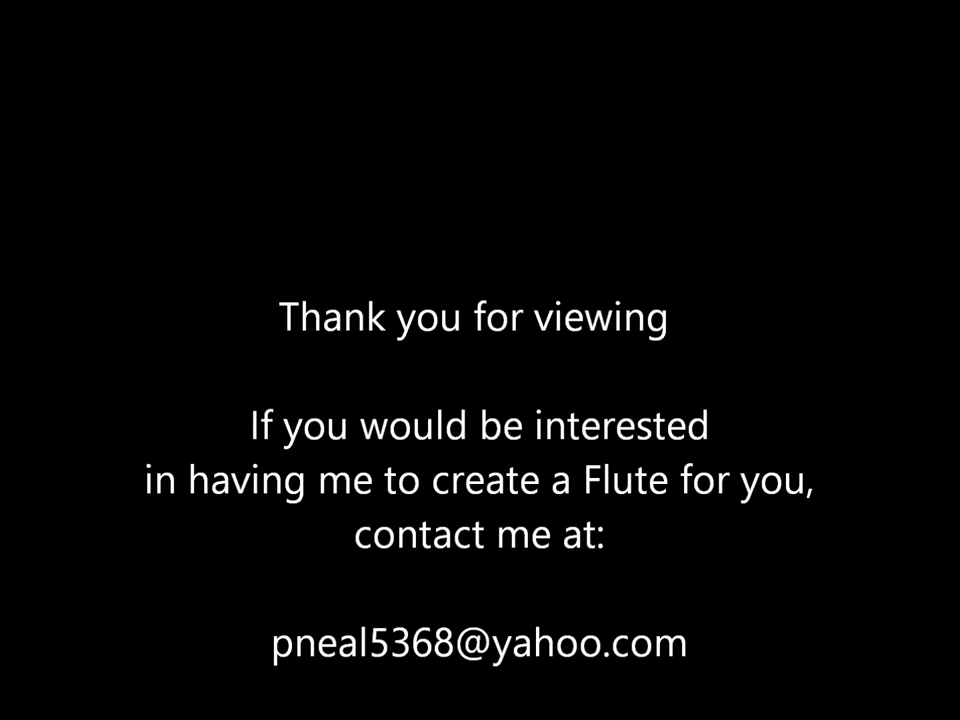 Thank you for viewing
If you would be interested
in having me to create a Flute for you,
contact me at:
pneal5368@yahoo.com